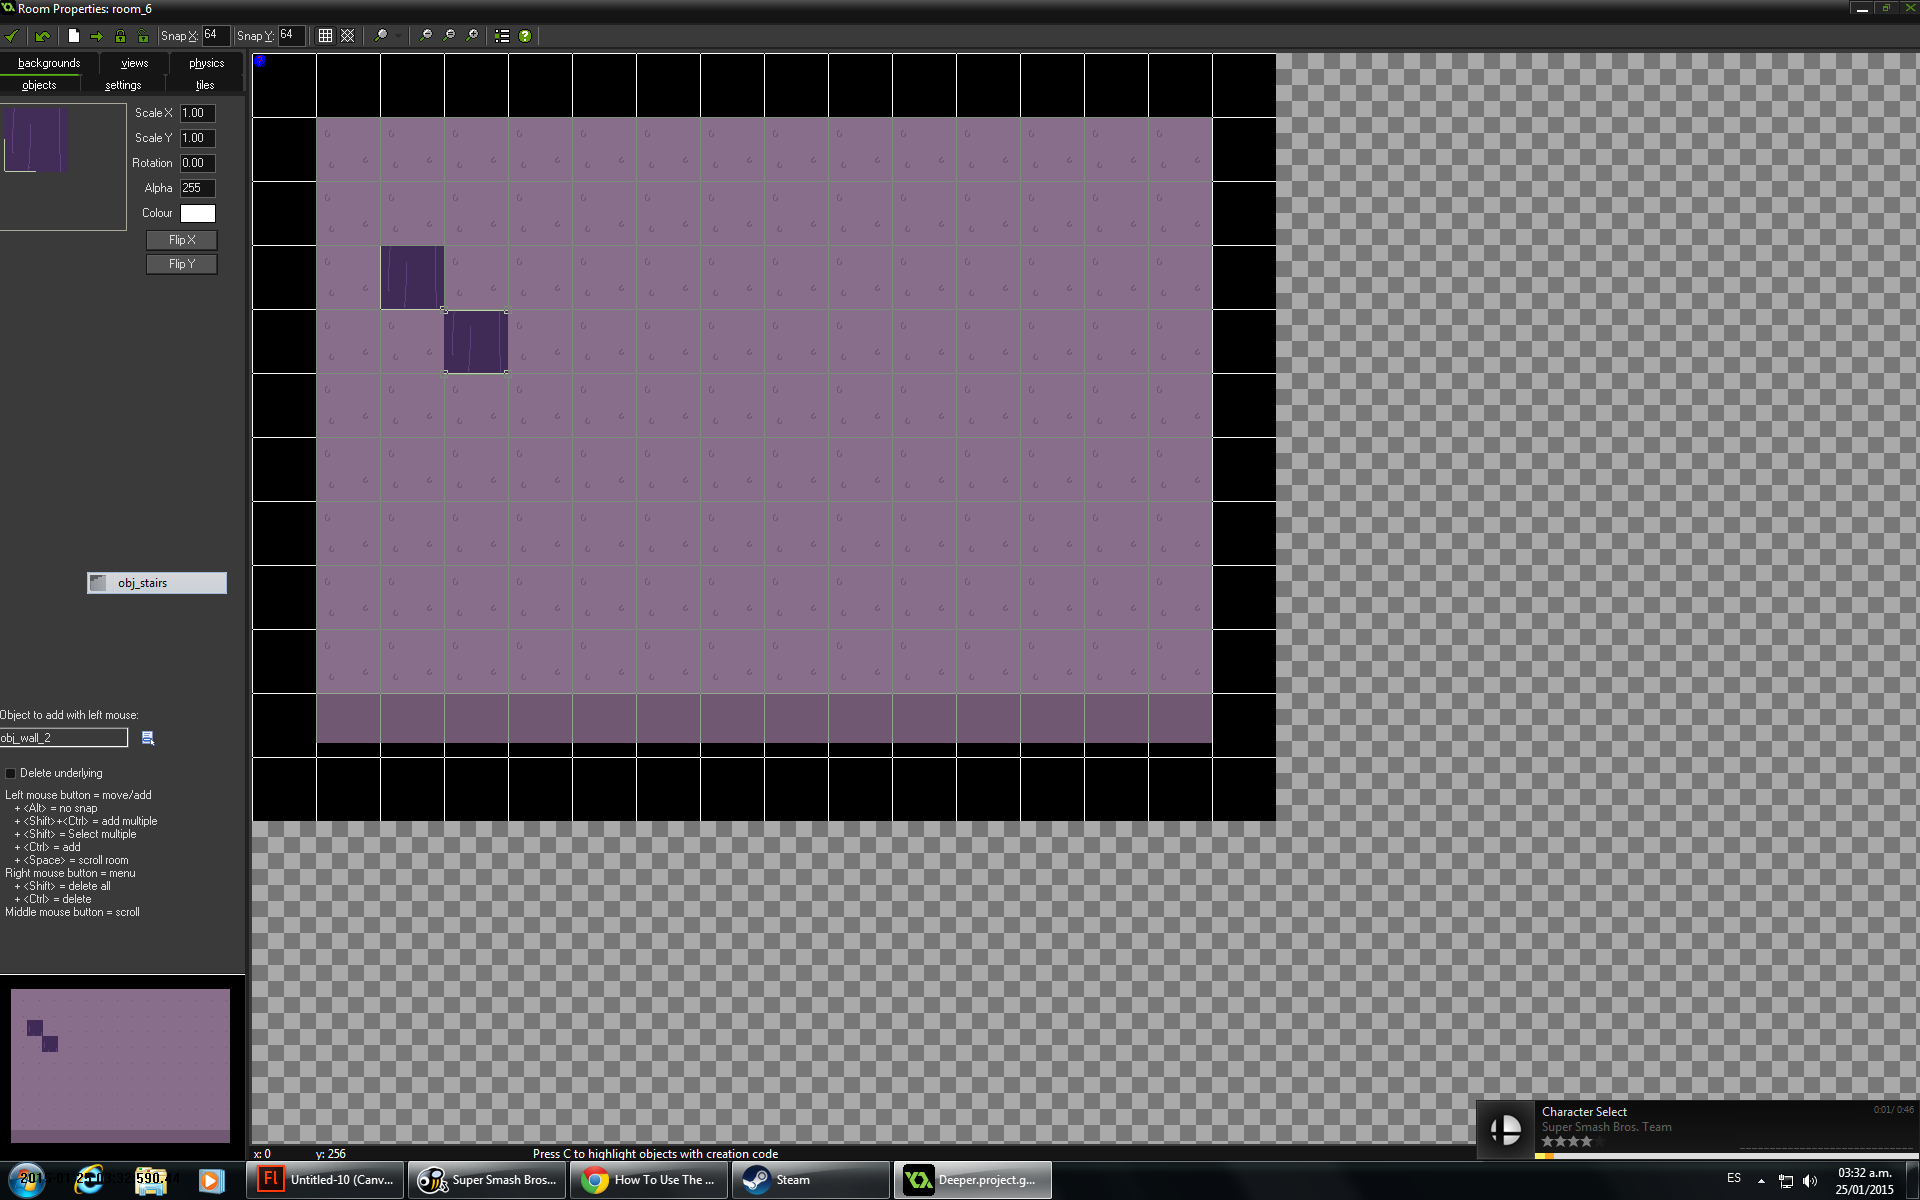 Room Properties: room_6
Snap X: 64 Snap Y: 64
backgrounds views physics
objects settings tiles
Scale X 1.00
Scale Y 1.00
Rotation 0.00
Alpha 255
Colour
Flip X
Flip Y
obj_stairs
Object to add with left mouse:
obj_wall_2
Delete underlying
Left mouse button = move/add
+ <Alt> = no snap
+ <Shift>+<Ctrl> = add multiple
+ <Shift> = Select multiple
+ <Ctrl> = add
+ <Space> = scroll room
Right mouse button = menu
+ <Shift> = delete all
+ <Ctrl> = delete
Middle mouse button = scroll
x: 0 y: 256 Press C to highlight objects with creation code
Character Select 0:01/ 0:46
Super Smash Bros. Team
Fl Untitled-10 (Canv... Super Smash Bros... How To Use The ... Steam Deeper.project.g...
ES
03:32 a.m.
25/01/2015